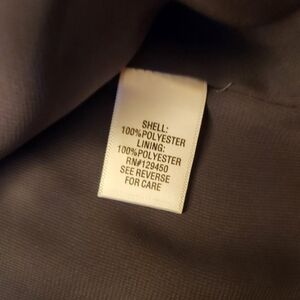 SHELL:
100%POLYESTER
LINING:
100%POLYESTER
RN#129450
SEE REVERSE
FOR CARE